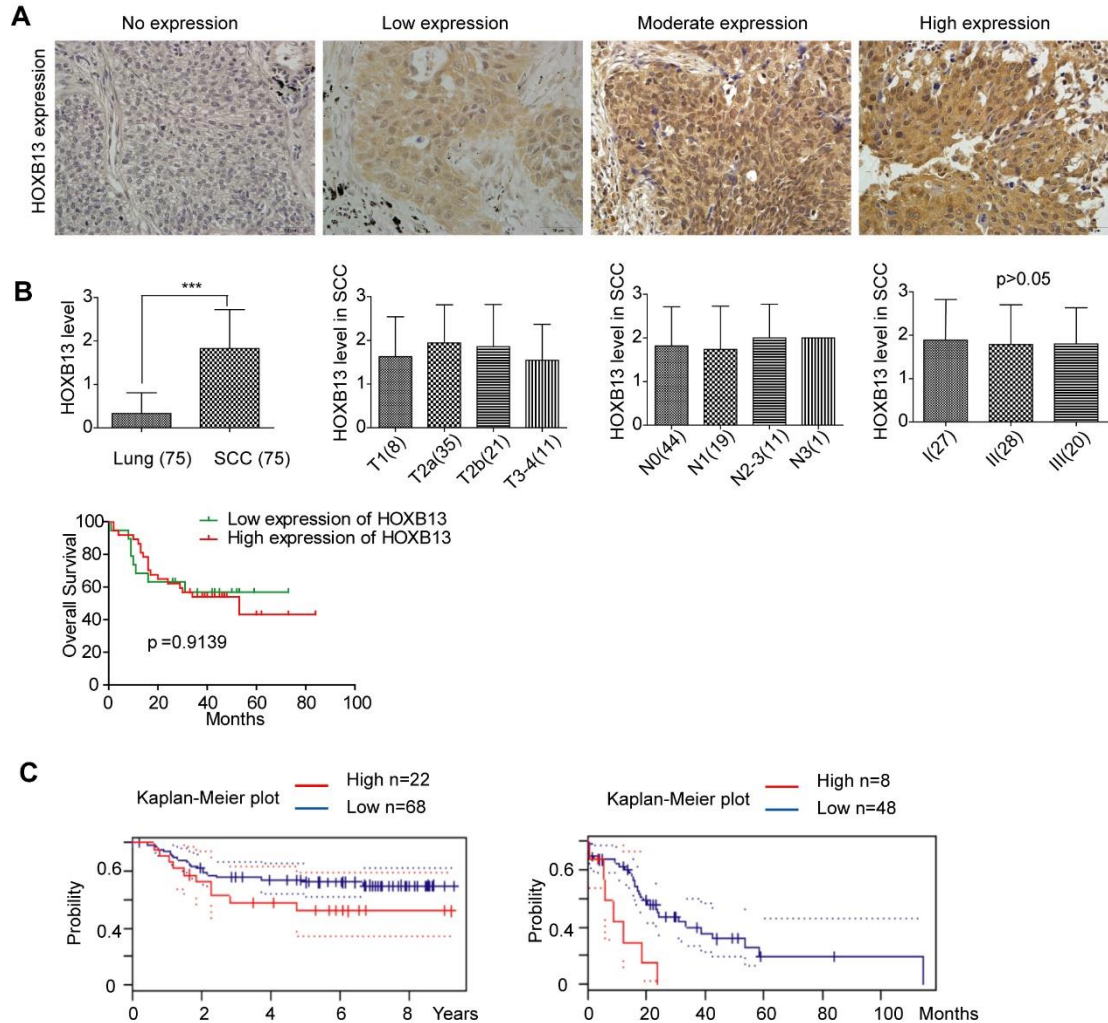 A
No expression
Low expression
Moderate expression
High expression
HOXB13 expression
B
HOXB13 level
3
2
1
0
***
Lung (75)
SCC (75)
HOXB13 level in SCC
3
2
1
0
T1(8)
T2a(35)
T2b(21)
T3-4(11)
HOXB13 level in SCC
3
2
1
0
N0(44)
N1(19)
N2-3(11)
N3(1)
HOXB13 level in SCC
3
2
1
0
p>0.05
I(27)
II(28)
III(20)
Overall Survival
100
80
60
40
20
0
Low expression of HOXB13
High expression of HOXB13
p =0.9139
0
20
40
60
80
100
Months
C
Kaplan-Meier plot
High n=22
Low n=68
Probility
0.6
0.4
0
0
2
4
6
8
Years
Kaplan-Meier plot
High n=8
Low n=48
Probility
0.6
0.4
0
0
20
40
60
80
100
Months